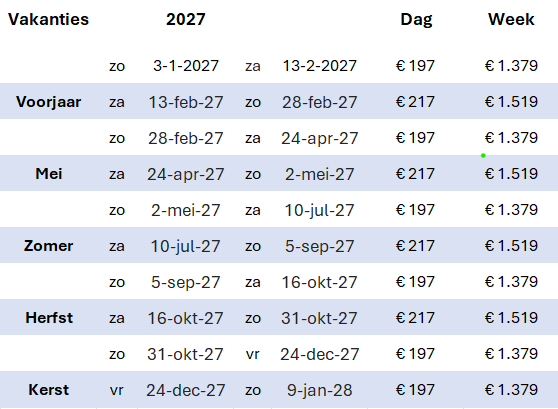 Vakanties 2027 Dag Week
zo 3-1-2027 za 13-2-2027 € 197 € 1.379
Voorjaar za 13-feb-27 zo 28-feb-27 € 217 € 1.519
zo 28-feb-27 za 24-apr-27 € 197 € 1.379
Mei za 24-apr-27 zo 2-mei-27 € 217 € 1.519
zo 2-mei-27 za 10-jul-27 € 197 € 1.379
Zomer za 10-jul-27 zo 5-sep-27 € 217 € 1.519
zo 5-sep-27 za 16-okt-27 € 197 € 1.379
Herfst za 16-okt-27 zo 31-okt-27 € 217 € 1.519
zo 31-okt-27 vr 24-dec-27 € 197 € 1.379
Kerst vr 24-dec-27 zo 9-jan-28 € 197 € 1.379